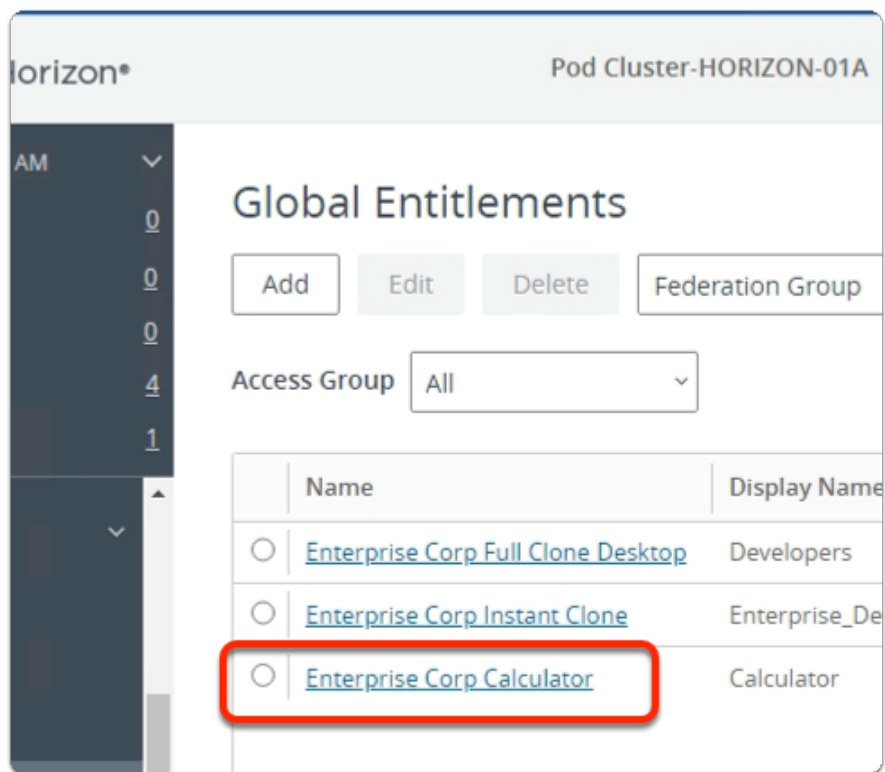 lorizon®
Pod Cluster-HORIZON-01A
AM
0
0
0
4
1
Global Entitlements
Add Edit Delete Federation Group
Access Group All
Name Display Name
Enterprise Corp Full Clone Desktop Developers
Enterprise Corp Instant Clone Enterprise_De
Enterprise Corp Calculator Calculator